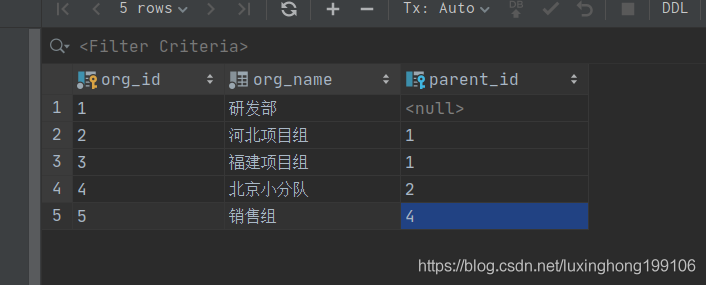 5 rows Tx: Auto DB DDL
<Filter Criteria>
org_id org_name parent_id
1 1 研发部 <null>
2 2 河北项目组 1
3 3 福建项目组 1
4 4 北京小分队 2
5 5 销售组 4
https://blog.csdn.net/luxinghong199106